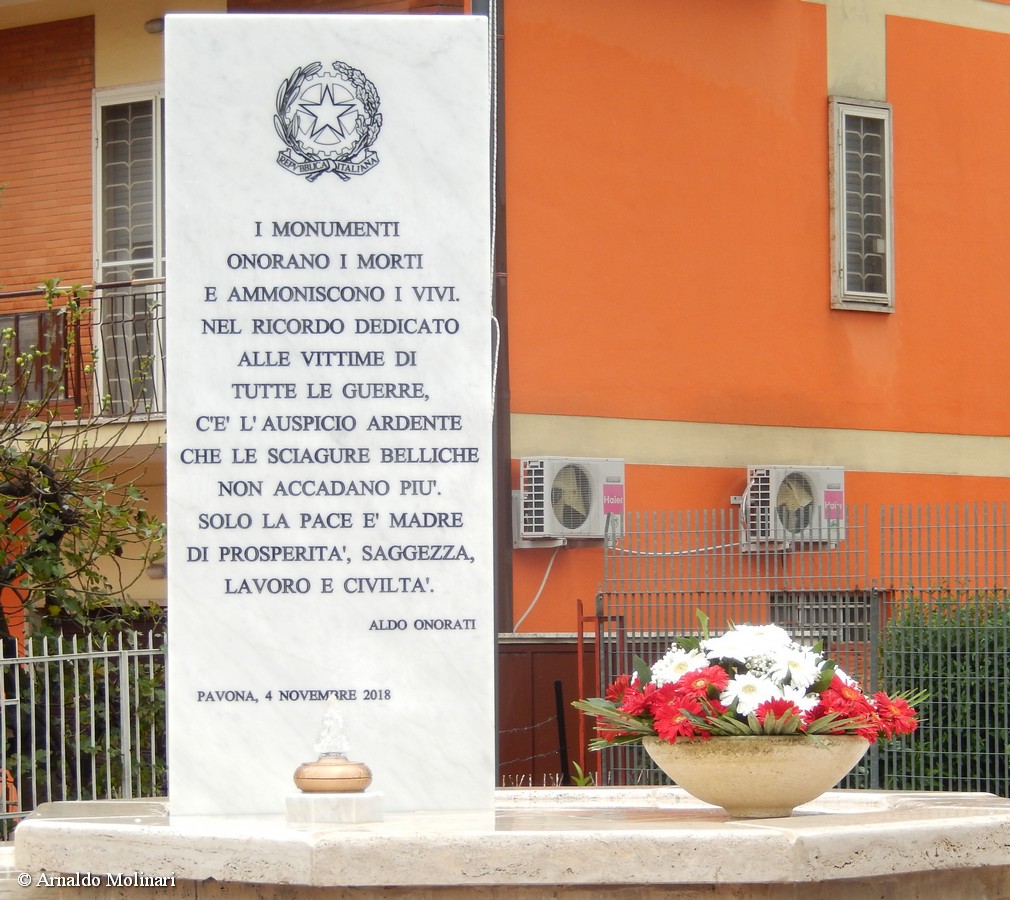 REPVBBLICA ITALIANA
I MONUMENTI
ONORANO I MORTI
E AMMONISCONO I VIVI.
NEL RICORDO DEDICATO
ALLE VITTIME DI
TUTTE LE GUERRE,
C'E' L'AUSPICIO ARDENTE
CHE LE SCIAGURE BELLICHE
NON ACCADANO PIU'.
SOLO LA PACE E' MADRE
DI PROSPERITA', SAGGEZZA,
LAVORO E CIVILTA'.
ALDO ONORATI
PAVONA, 4 NOVEMBRE 2018
Haier
Haier
© Arnaldo Molinari